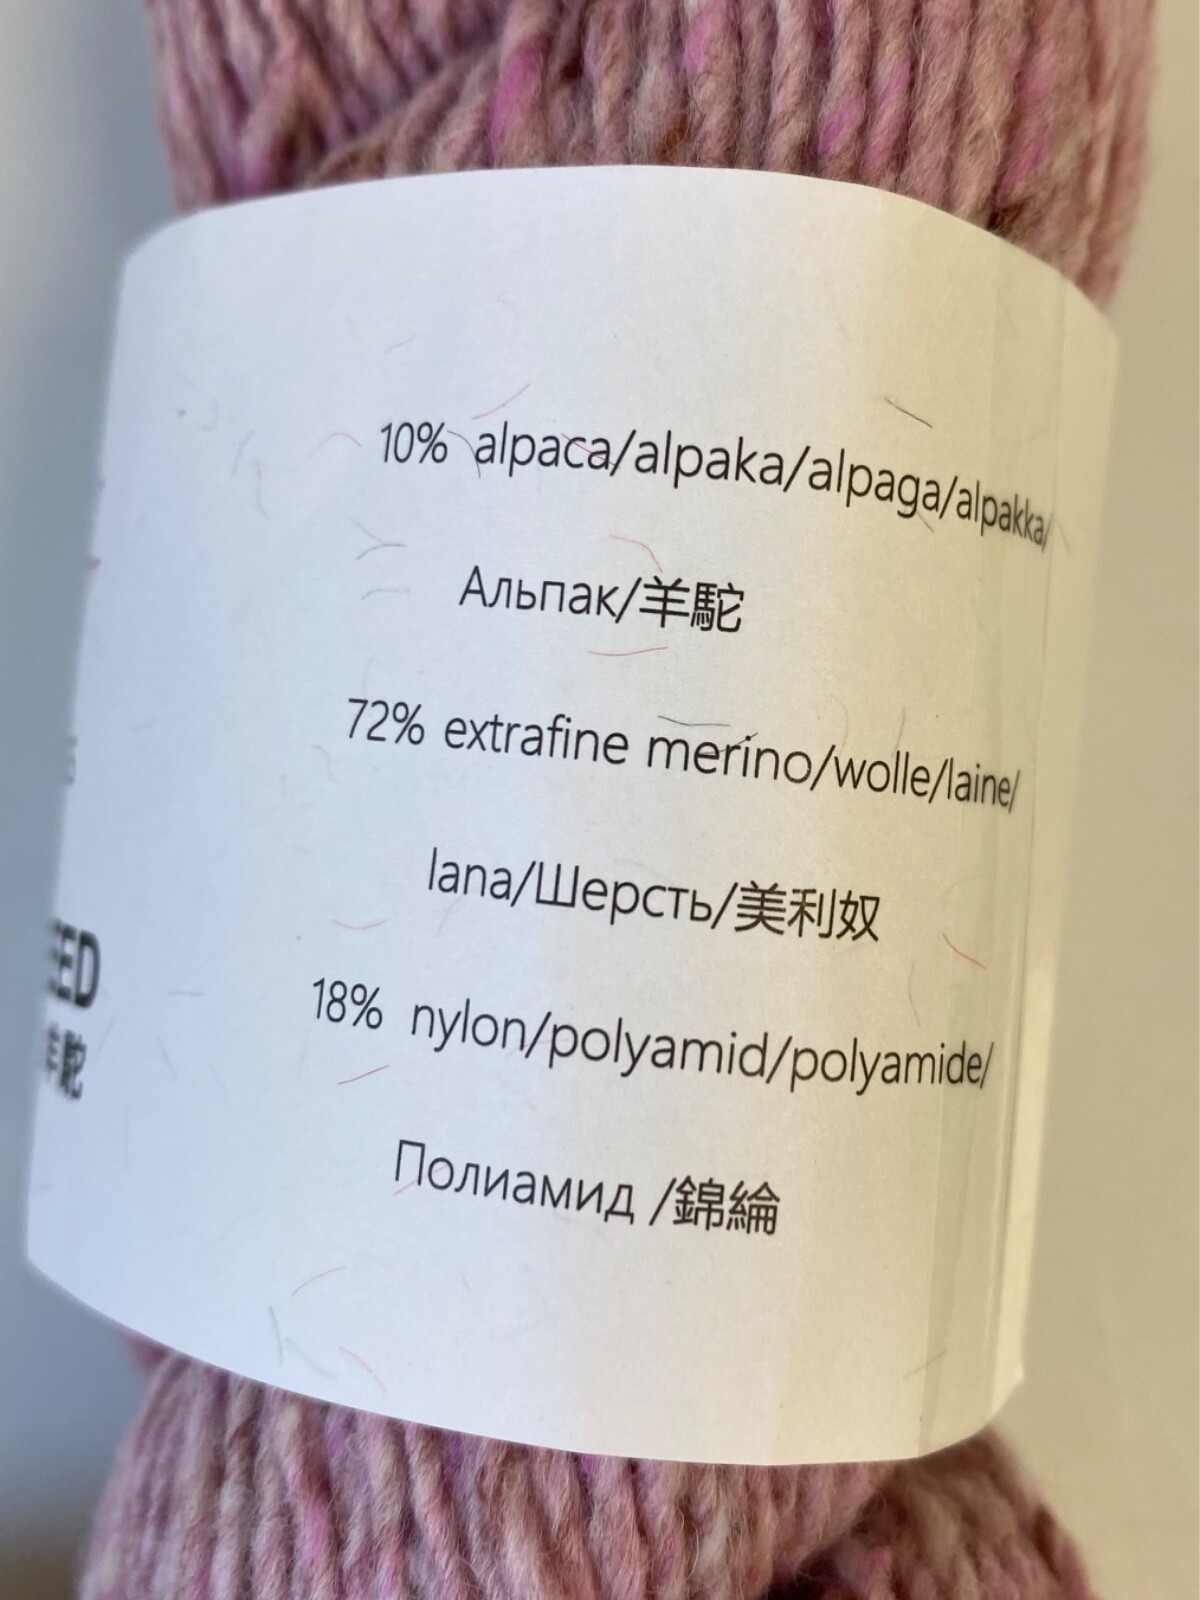 10% alpaca/alpaka/alpaga/alpakka/
Альпак/羊駝
72% extrafine merino/wolle/laine/
lana/Шерсть/美利奴
18% nylon/polyamid/polyamide/
Полиамид /錦綸